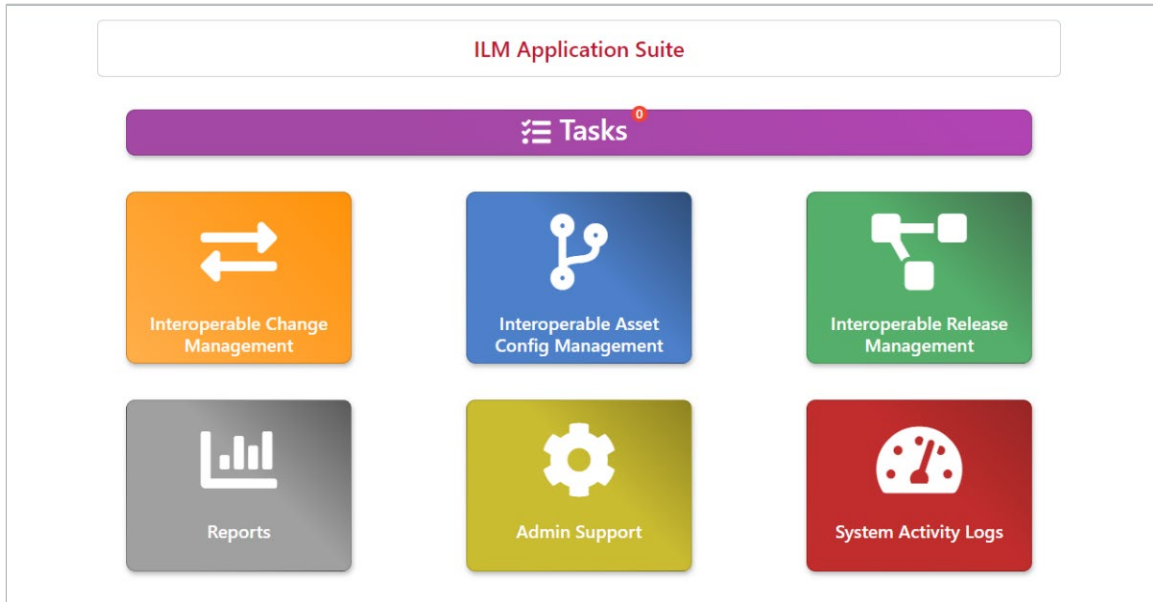 ILM Application Suite
Tasks
0
Interoperable Change
Management
Interoperable Asset
Config Management
Interoperable Release
Management
Reports
Admin Support
System Activity Logs